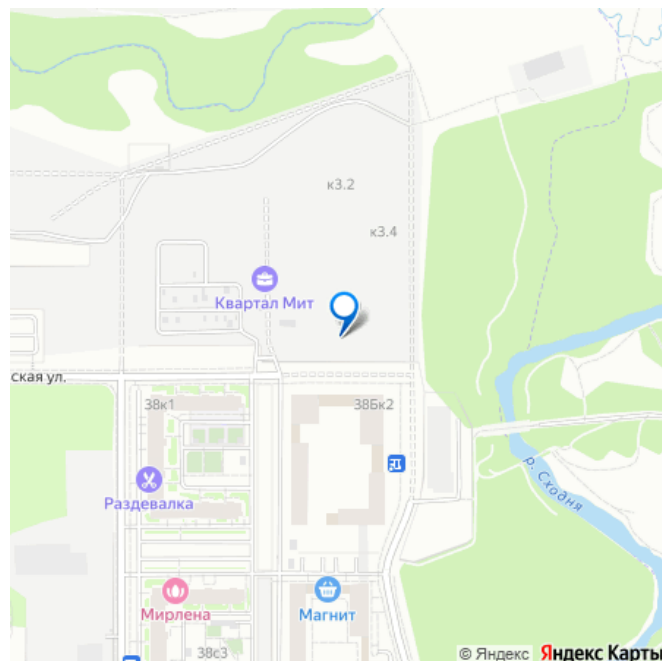 к3.2
к3.4
Квартал Мит
ская ул.
38к1
38Бк2
Раздевалка
р. Сходня
Мирлена
Магнит
38с3
© Яндекс Яндекс Карты